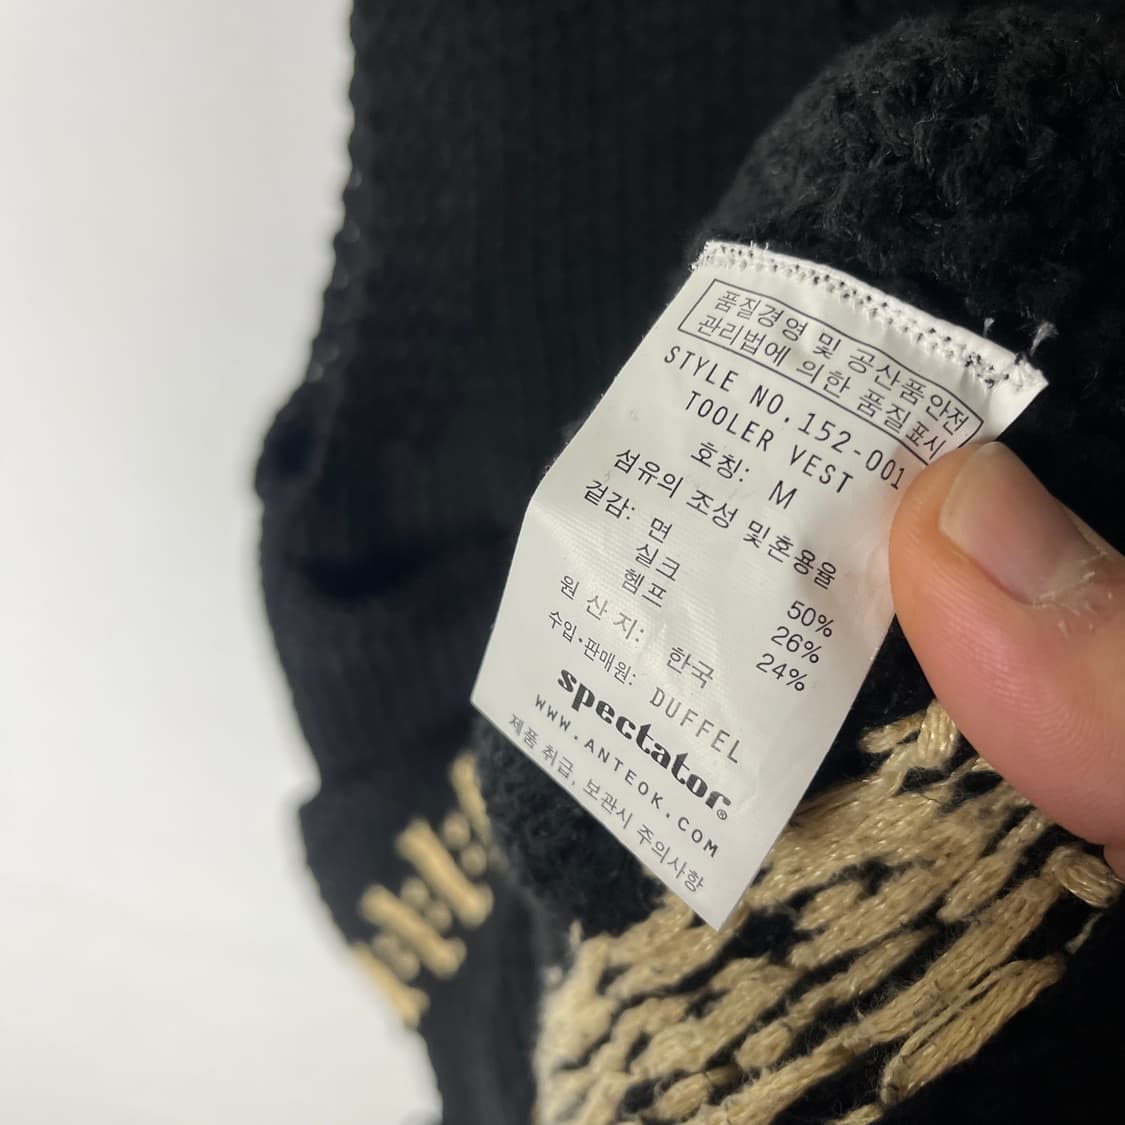 품질경영 및 공산품안전
관리법에 의한 품질표시
STYLE NO.152-001
TOOLER VEST
호칭: M
섬유의 조성 및혼용율
겉감: 면 50%
실크 26%
헴프 24%
원 산 지: 한국
수입·판매원: DUFFEL
spectator®
WWW.ANTEOK.COM
제품 취급, 보관시 주의사항